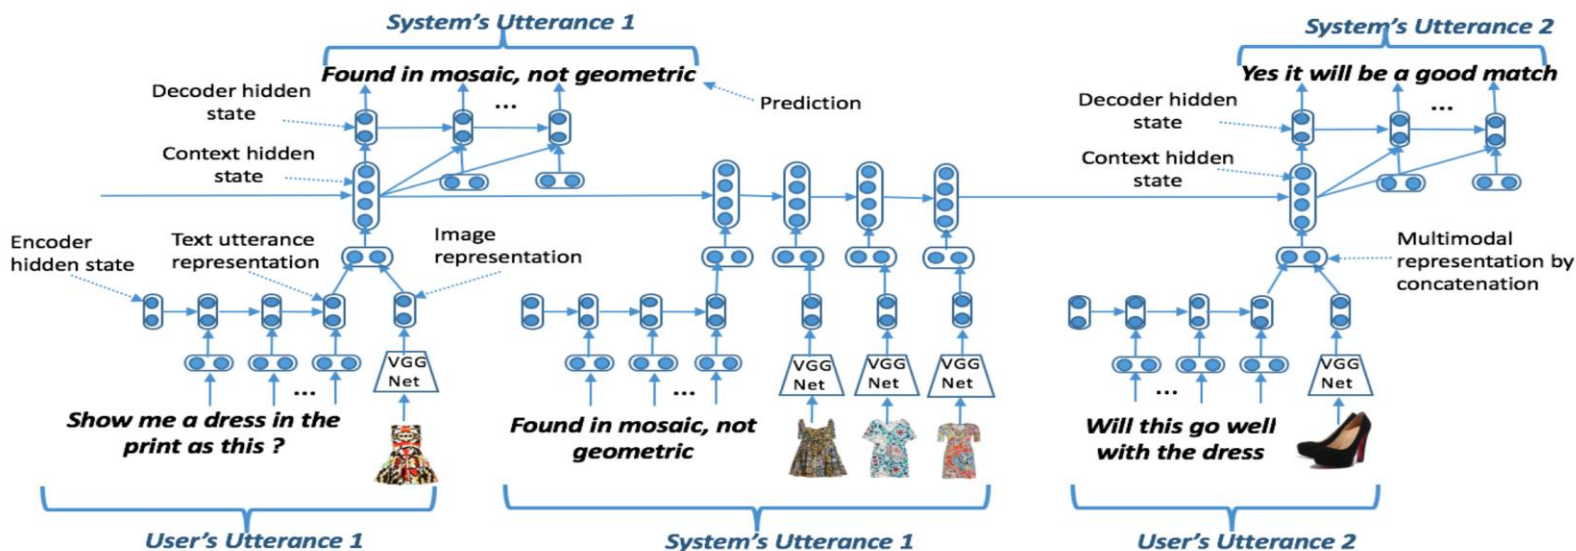 System's Utterance 1
System's Utterance 2
Found in mosaic, not geometric
Yes it will be a good match
Decoder hidden
state
...
Prediction
Decoder hidden
state
...
Context hidden
state
Context hidden
state
Encoder
hidden state
Text utterance
representation
Image
representation
Multimodal
representation by
concatenation
VGG
Net
VGG
Net
VGG
Net
VGG
Net
VGG
Net
...
...
...
Show me a dress in the
print as this ?
Found in mosaic, not
geometric
Will this go well
with the dress
User's Utterance 1
System's Utterance 1
User's Utterance 2